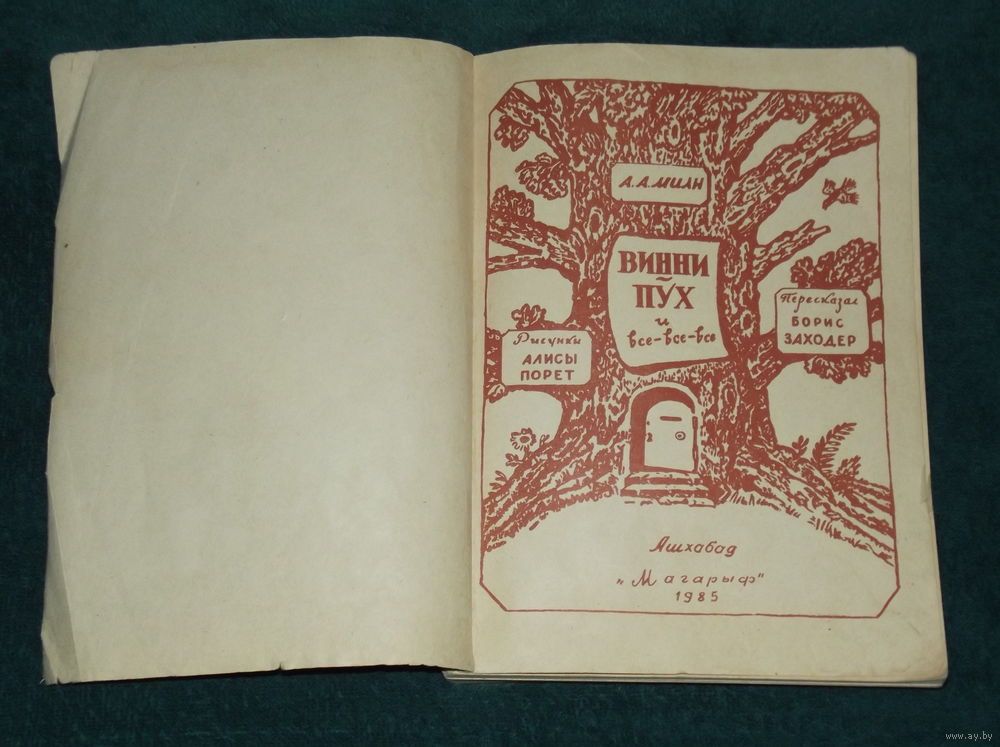 А.А.МИЛН
ВИННИ-
ПУХ
и
все-все-все
Рисунки
АЛИСЫ
ПОРЕТ
Пересказал
БОРИС
ЗАХОДЕР
Ашхабад
„Магарыф"
1985
www.ay.by